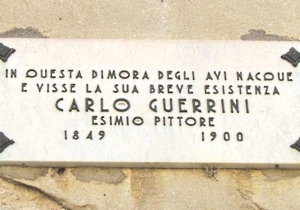 IN QUESTA DIMORA DEGLI AVI NACQUE
E VISSE LA SUA BREVE ESISTENZA
CARLO GUERRINI
ESIMIO PITTORE
1849 1900